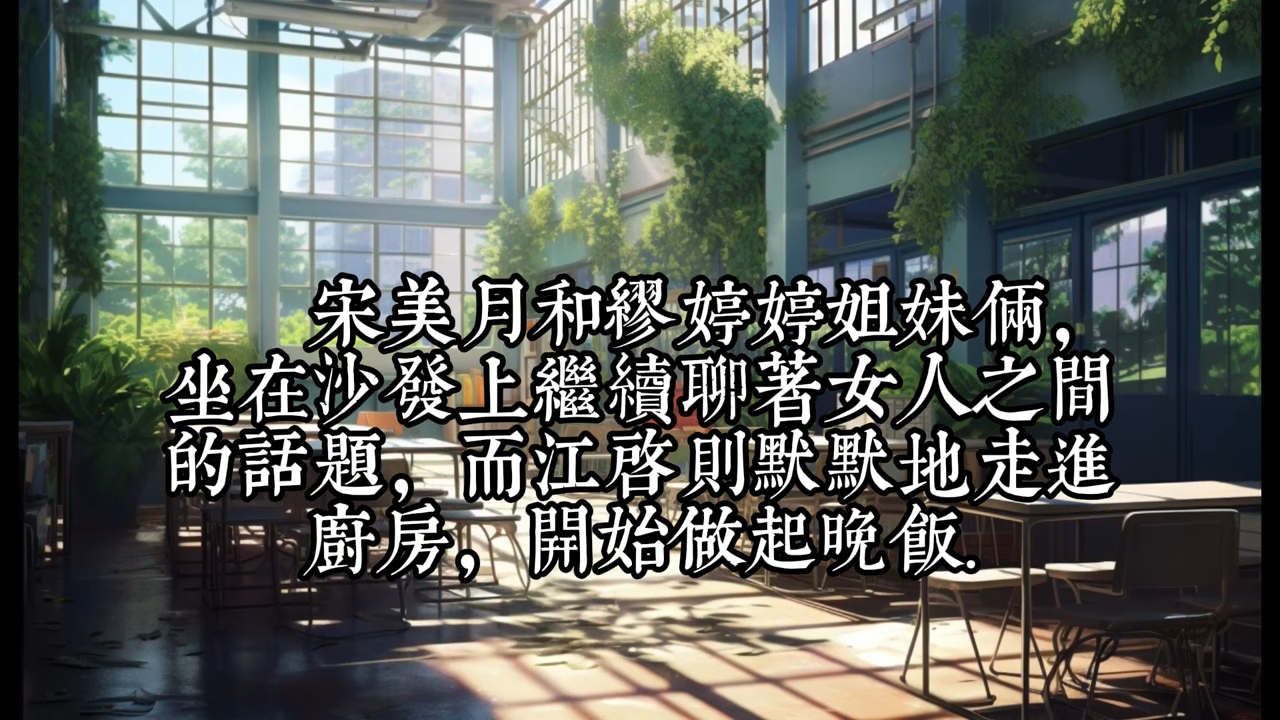 宋美月和繆婷婷姐妹倆，
坐在沙發上繼續聊著女人之間
的話題，而江啓則默默地走進
廚房，開始做起晚飯.